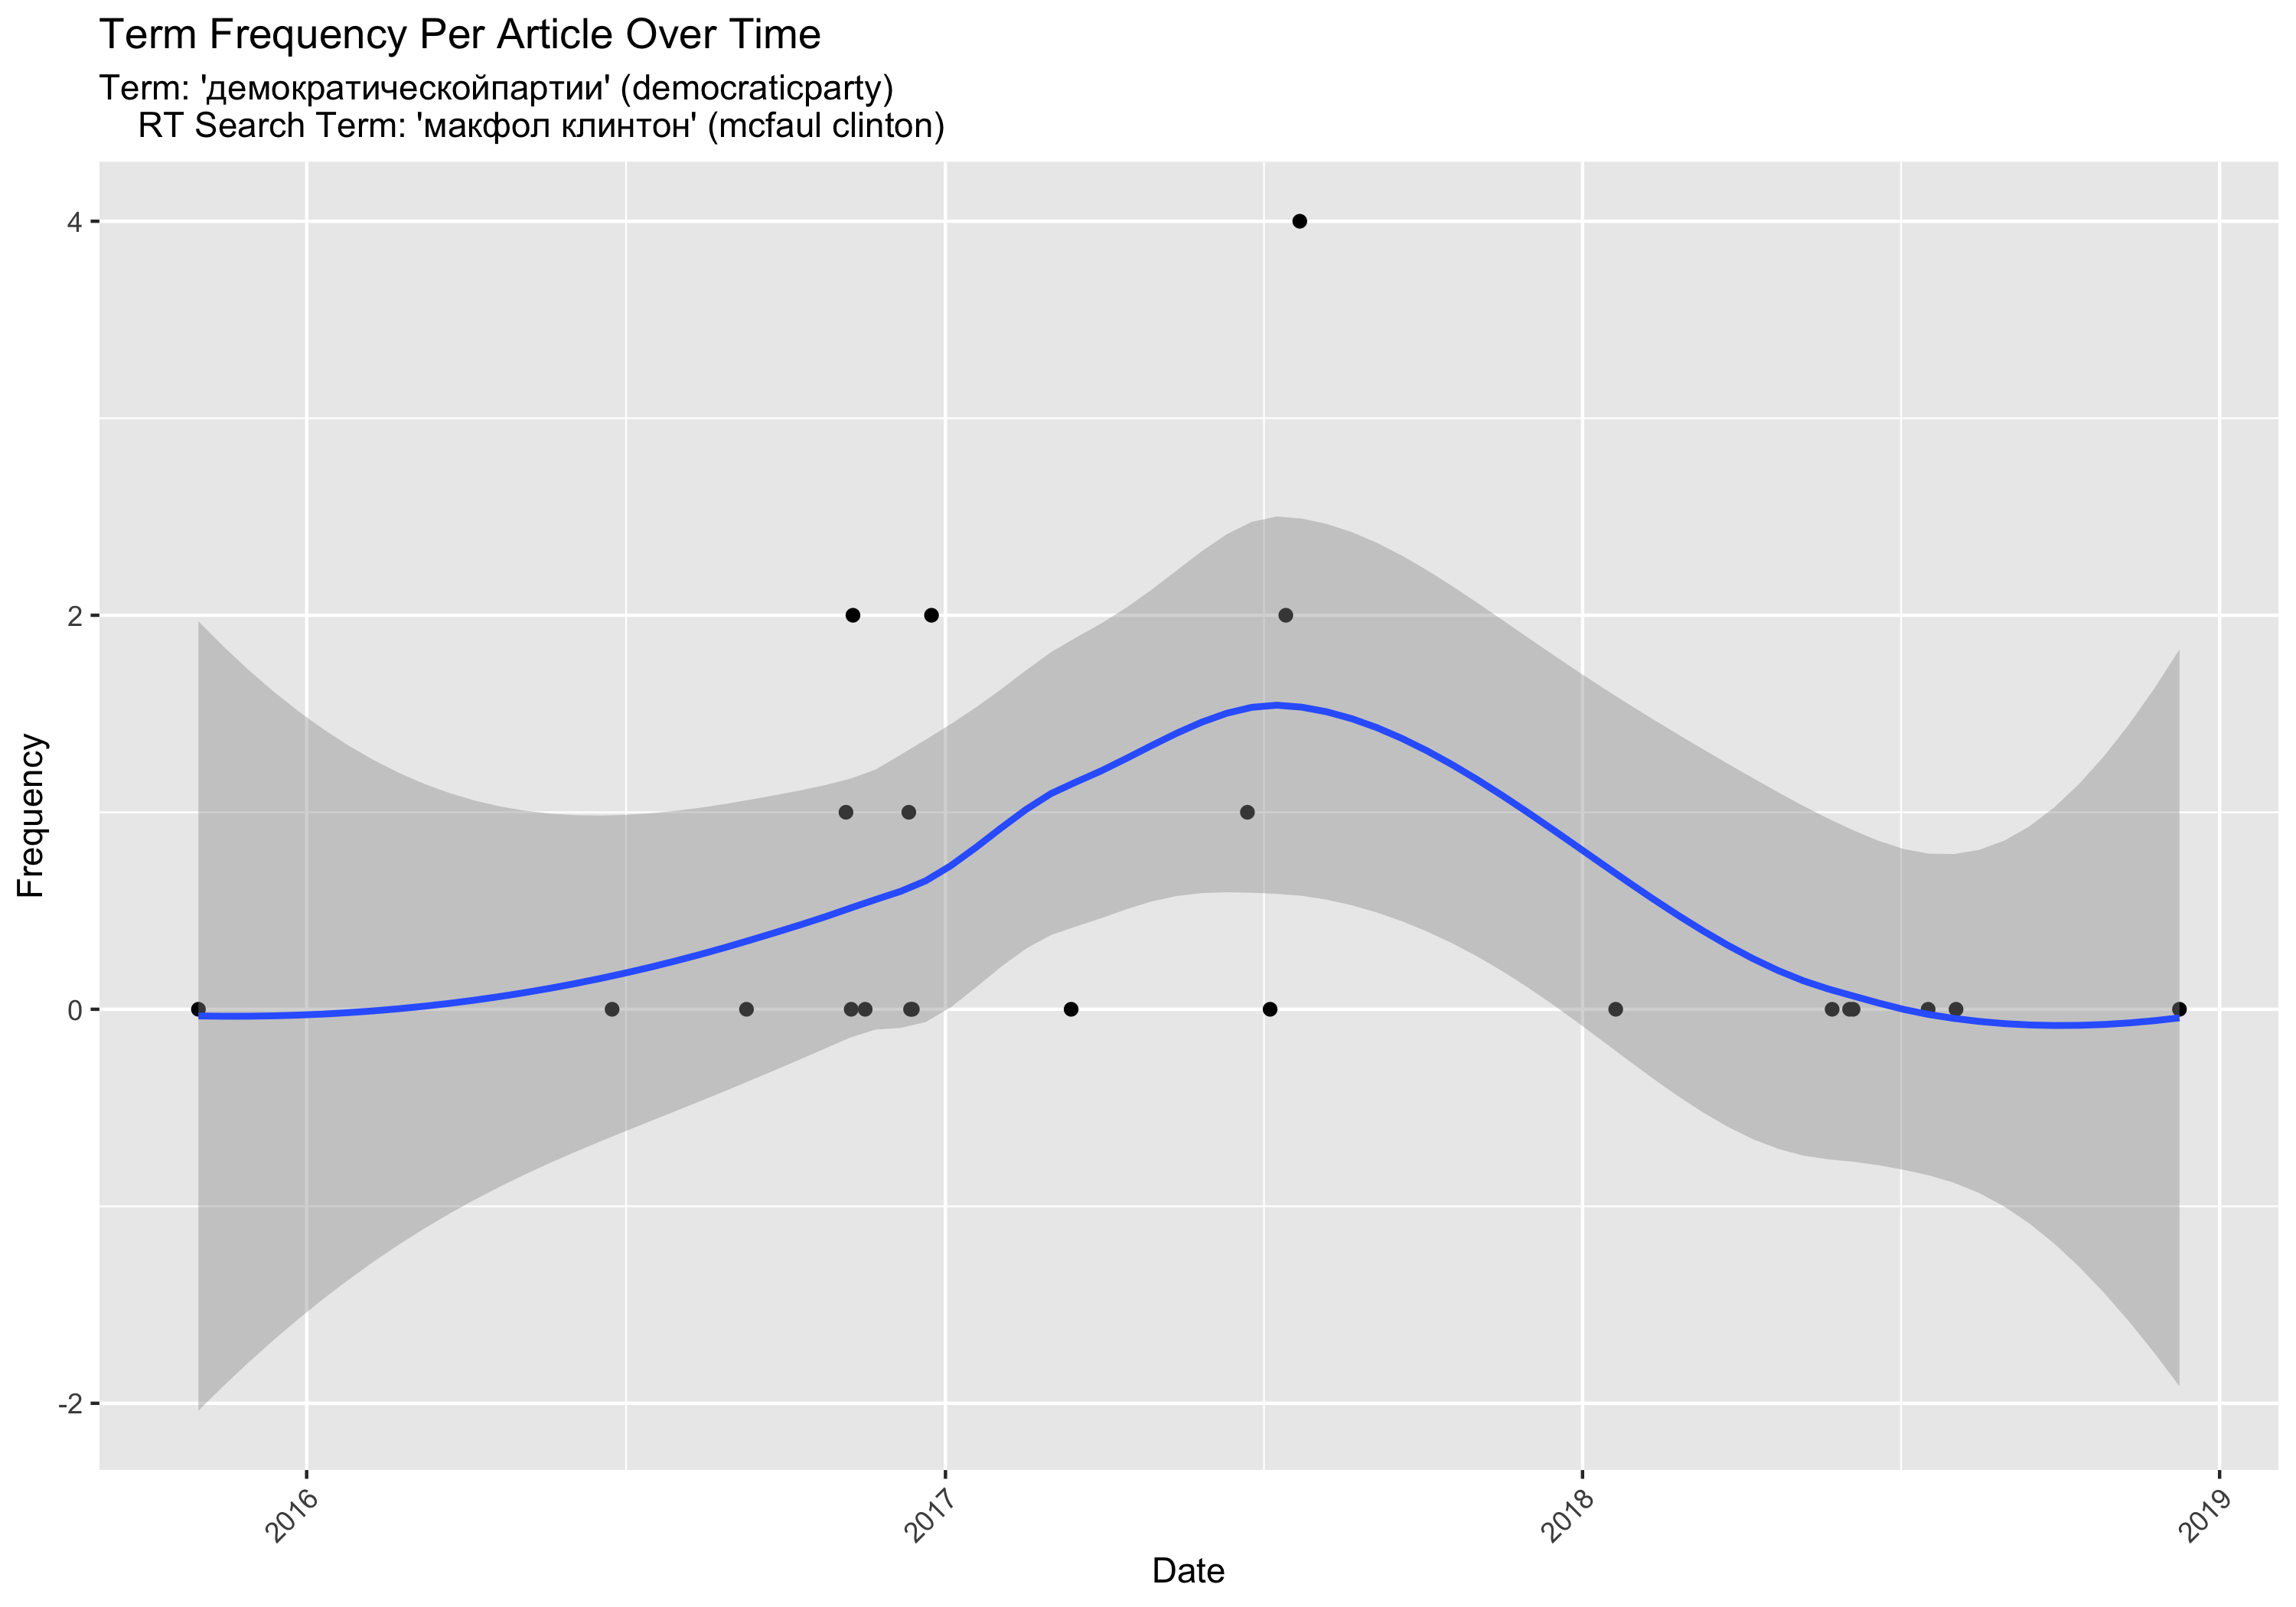 Term Frequency Per Article Over Time
Term: 'демократическойпартии' (democraticparty)
RT Search Term: 'макфол клинтон' (mcfaul clinton)
4
2
0
-2
Frequency
2016
2017
2018
2019
Date